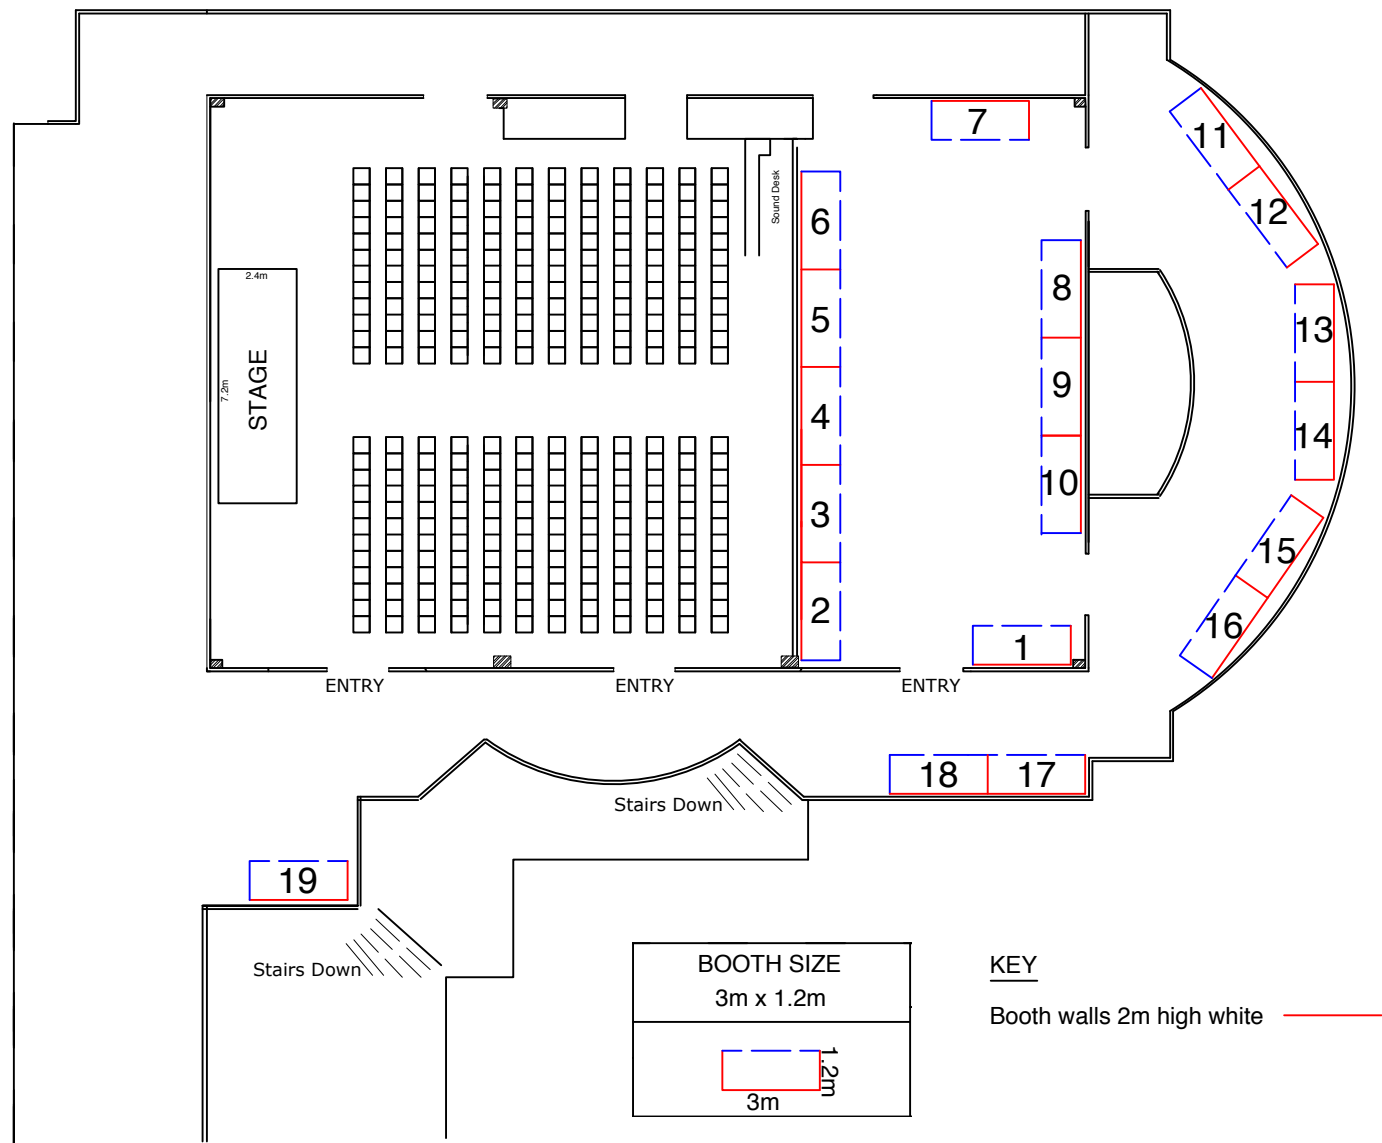 7
11
12
Sound Desk
6
5
4
3
2
8
9
10
13
14
15
16
2.4m
7.2m
STAGE
1
ENTRY
ENTRY
ENTRY
18
17
Stairs Down
19
Stairs Down
BOOTH SIZE
3m x 1.2m
1.2m
3m
KEY
Booth walls 2m high white